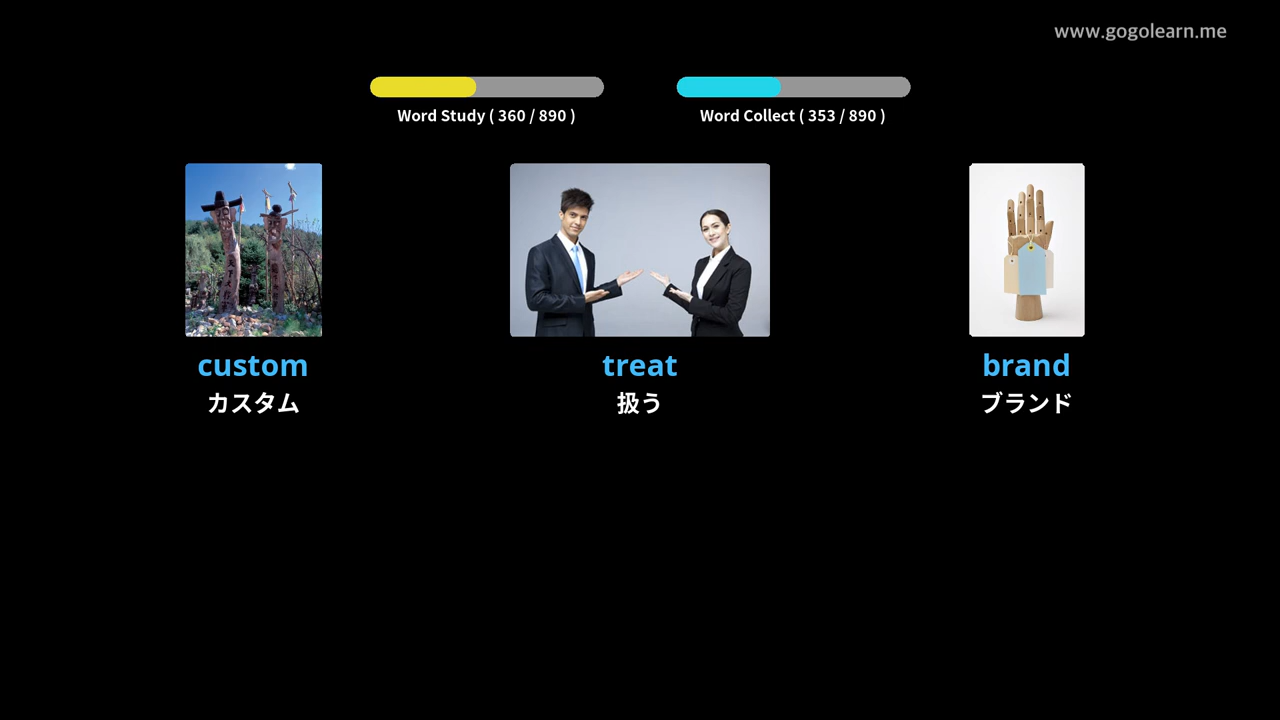 www.gogolearn.me
Word Study ( 360 / 890 )
Word Collect ( 353 / 890 )
custom
treat
brand
カスタム
扱う
ブランド